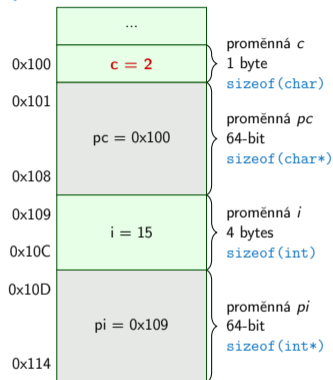 ...
0x100
c = 2
proměnná c
1 byte
sizeof(char)
0x101
pc = 0x100
0x108
proměnná pc
64-bit
sizeof(char*)
0x109
i = 15
0x10C
proměnná i
4 bytes
sizeof(int)
0x10D
pi = 0x109
0x114
proměnná pi
64-bit
sizeof(int*)